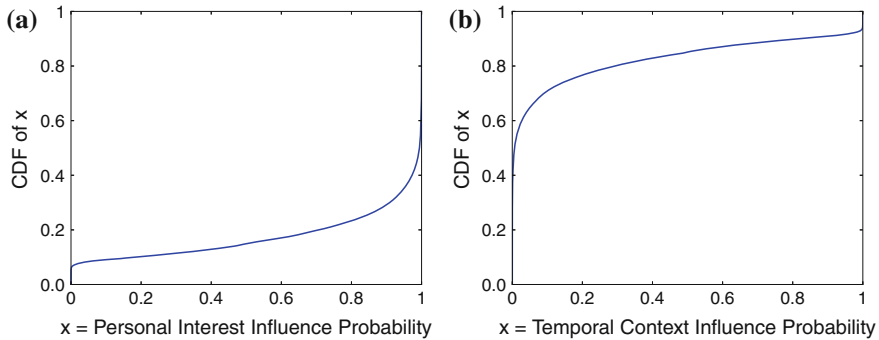 (a)
1
0.8
0.6
0.4
0.2
0.0
CDF of x
0 0.2 0.4 0.6 0.8 1
x = Personal Interest Influence Probability
(b)
1
0.8
0.6
0.4
0.2
0.0
CDF of x
0 0.2 0.4 0.6 0.8 1
x = Temporal Context Influence Probability